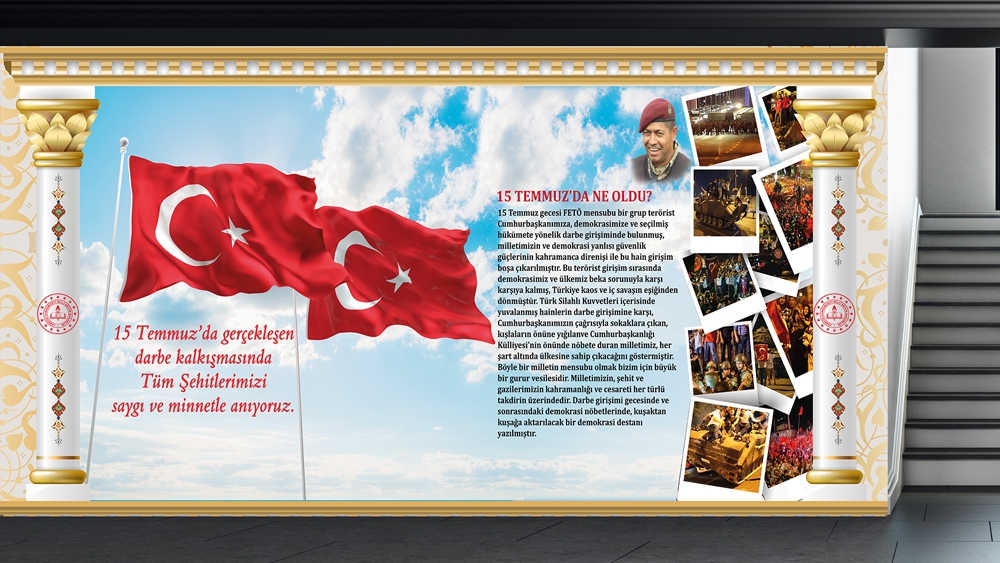 15 Temmuz'da gerçekleşen
darbe kalkışmasında
Tüm Şehitlerimizi
saygı ve minnetle anıyoruz.
15 TEMMUZ'DA NE OLDU?
15 Temmuz gecesi FETÖ mensubu bir grup terörist
Cumhurbaşkanımıza, demokrasimize ve seçilmiş
hükümete yönelik darbe girişiminde bulunmuş,
milletimizin ve demokrasi yanlısı güvenlik
güçlerinin kahramanca direnişi ile bu hain girişim
boşa çıkarılmıştır. Bu terörist girişim sırasında
demokrasimiz ve ülkemiz beka sorunuyla karşı
karşıya kalmış, Türkiye kaos ve iç savaşın eşiğinden
dönmüştür. Türk Silahlı Kuvvetleri içerisinde
yuvalanmış hainlerin darbe girişimine karşı,
Cumhurbaşkanımızın çağrısıyla sokaklara çıkan,
kışlaların önüne yığılanve Cumhurbaşkanlığı
Külliyesi'nin önünde nöbete duran milletimiz, her
şart altında ülkesine sahip çıkacağını göstermiştir.
Böyle bir milletin mensubu olmak bizim için büyük
bir gurur vesilesidir. Milletimizin, şehit ve
gazilerimizin kahramanlığı ve cesareti her türlü
takdirin üzerindedir. Darbe girişimi gecesinde ve
sonrasındaki demokrasi nöbetlerinde, kuşaktan
kuşağa aktarılacak bir demokrasi destanı
yazılmıştır.